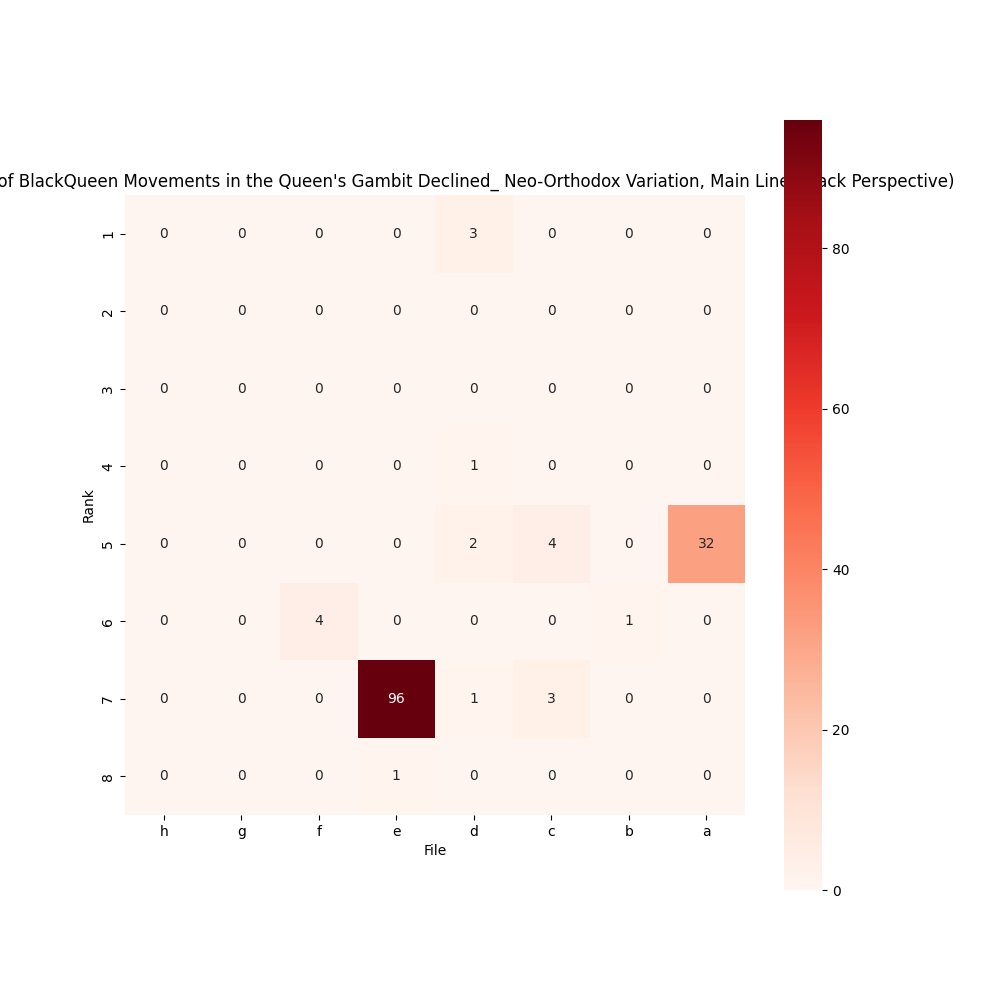 of BlackQueen Movements in the Queen's Gambit Declined_ Neo-Orthodox Variation, Main Line ack Perspective)
80
1 0 0 0 0 3 0 0 0
2 0 0 0 0 0 0 0 0
3 0 0 0 0 0 0 0 0
60
4 0 0 0 0 1 0 0 0
Rank
5 0 0 0 0 2 4 0 32
40
6 0 0 4 0 0 0 1 0
7 0 0 0 96 1 3 0 0
20
8 0 0 0 1 0 0 0 0
h g f e d c b a
File
0